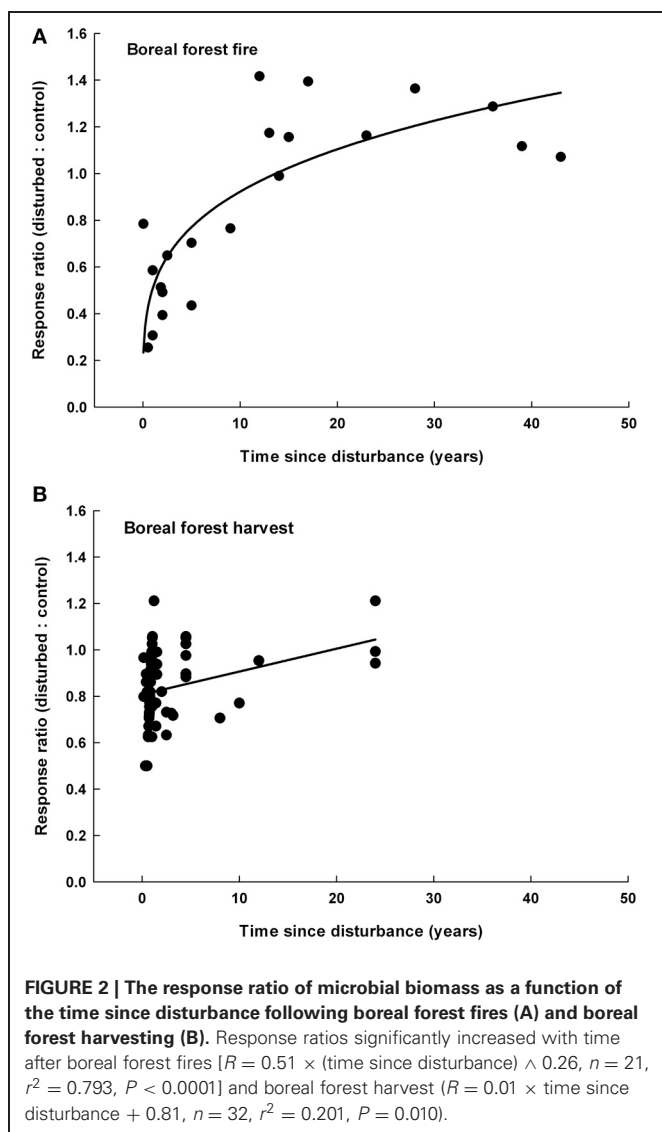 A
Boreal forest fire
1.6
1.4
1.2
1.0
0.8
0.6
0.4
0.2
0.0
Response ratio (disturbed : control)
0 10 20 30 40 50
Time since disturbance (years)
B
Boreal forest harvest
1.6
1.4
1.2
1.0
0.8
0.6
0.4
0.2
0.0
Response ratio (disturbed : control)
0 10 20 30 40 50
Time since disturbance (years)
FIGURE 2 | The response ratio of microbial biomass as a function of
the time since disturbance following boreal forest fires (A) and boreal
forest harvesting (B). Response ratios significantly increased with time
after boreal forest fires [R = 0.51 × (time since disturbance) ∧ 0.26, n = 21,
r² = 0.793, P < 0.0001] and boreal forest harvest (R = 0.01 × time since
disturbance + 0.81, n = 32, r² = 0.201, P = 0.010).